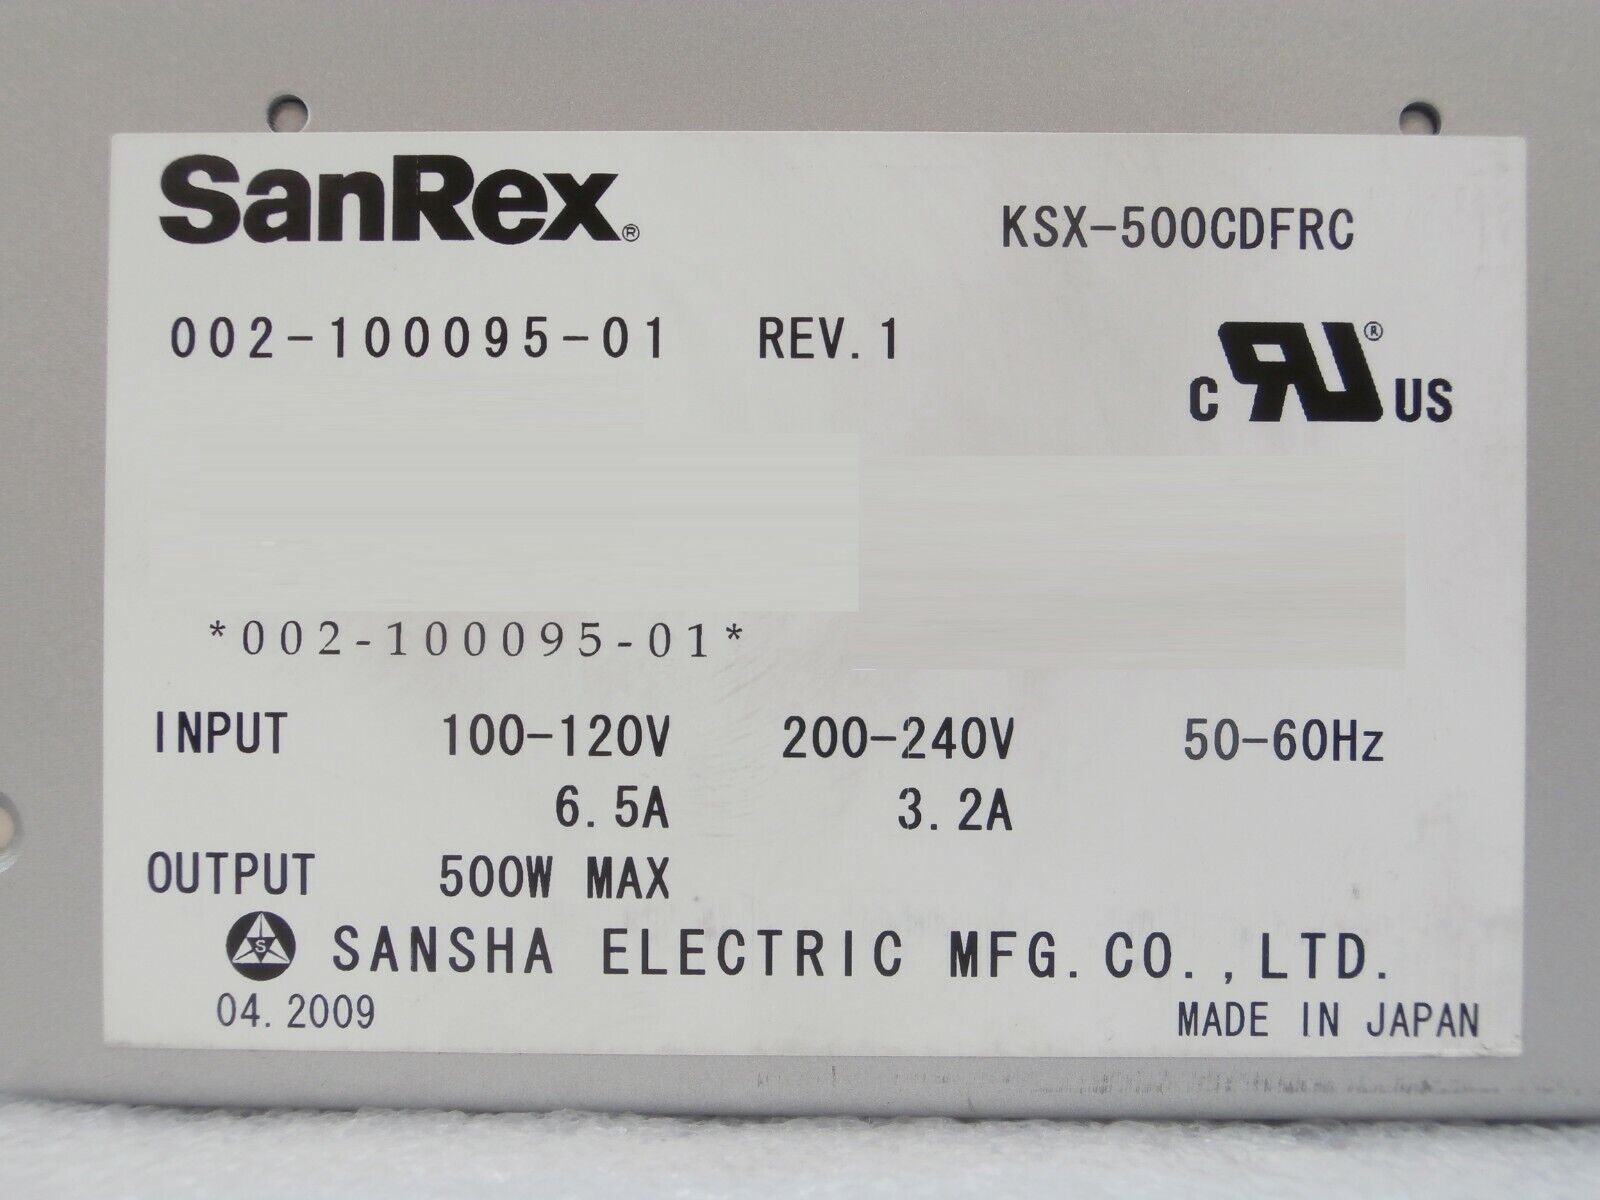 SanRex® KSX-500CDFRC
002-100095-01 REV.1
C RU® US
*002-100095-01*
INPUT 100-120V 200-240V 50-60Hz
6.5A 3.2A
OUTPUT 500W MAX
S SANSHA ELECTRIC MFG.CO.,LTD.
04.2009 MADE IN JAPAN